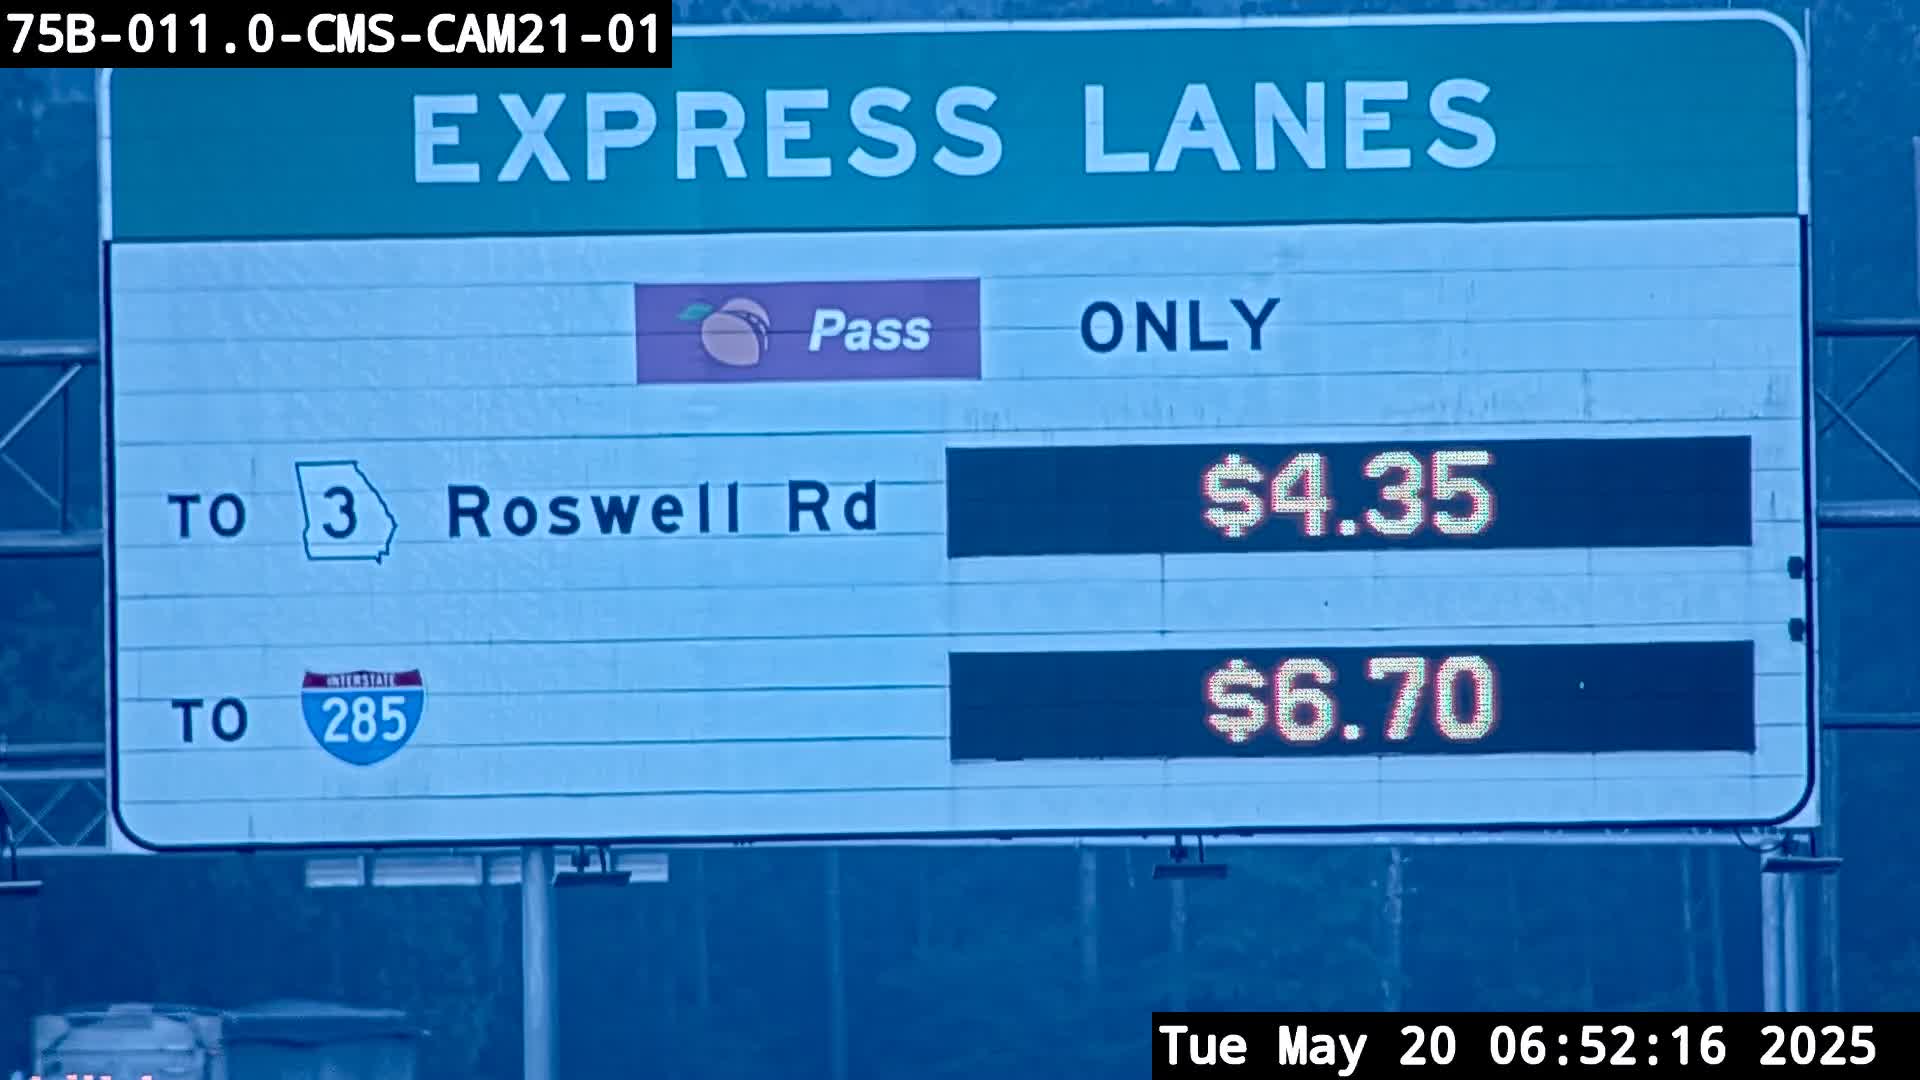 75B-011.0-CMS-CAM21-01
EXPRESS LANES
Pass ONLY
TO 3 Roswell Rd $4.35
TO INTERSTATE 285 $6.70
Tue May 20 06:52:16 2025